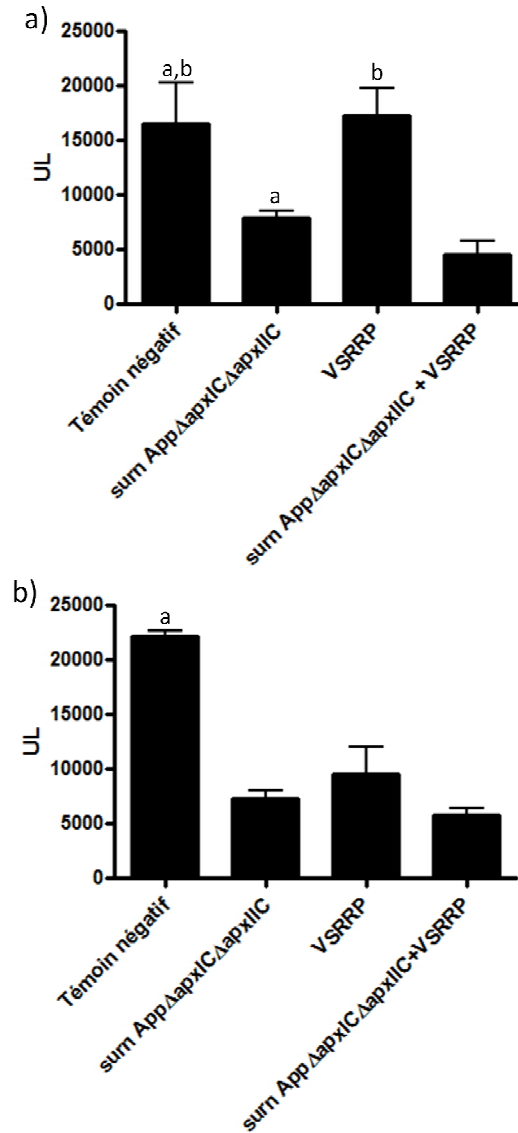 a)
25000
20000
15000
10000
5000
0
UL
a,b
a
b
Témoin négatif
surn AppΔapxICΔapxIIC
VSRRP
surn AppΔapxICΔapxIIC + VSRRP
b)
25000
20000
15000
10000
5000
0
UL
a
Témoin négatif
surn AppΔapxICΔapxIIC
VSRRP
surn AppΔapxICΔapxIIC+VSRRP